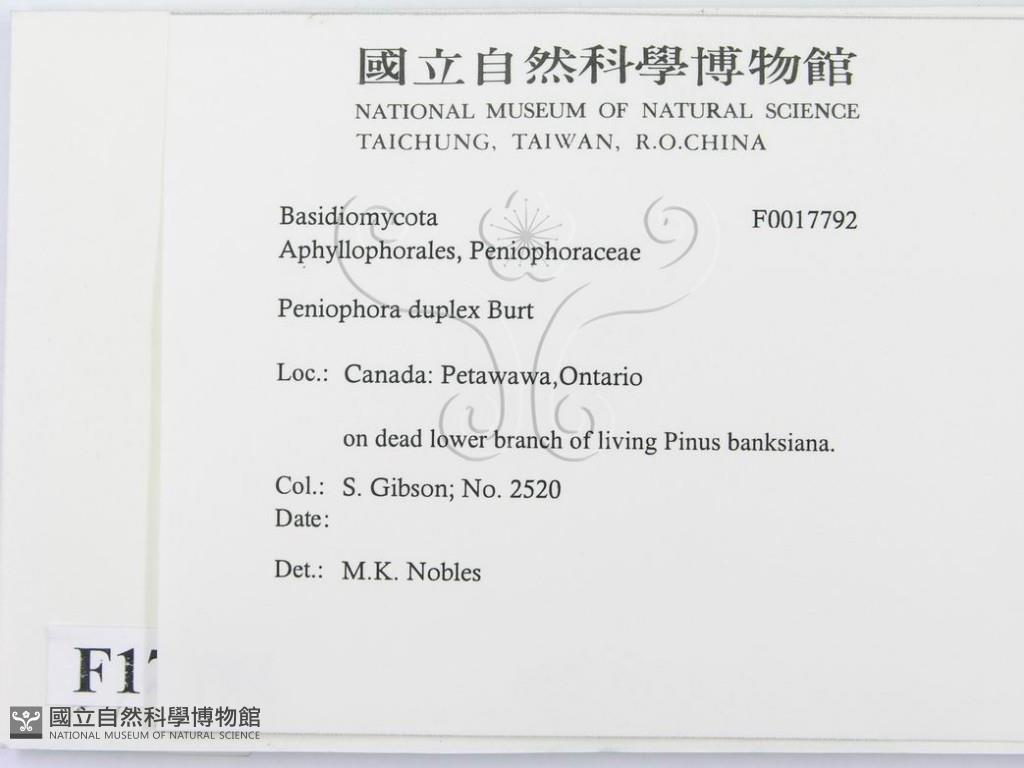 國立自然科學博物館
NATIONAL MUSEUM OF NATURAL SCIENCE
TAICHUNG, TAIWAN, R.O.CHINA
Basidiomycota F0017792
Aphyllophorales, Peniophoraceae
Peniophora duplex Burt
Loc.: Canada: Petawawa,Ontario
on dead lower branch of living Pinus banksiana.
Col.: S. Gibson; No. 2520
Date:
Det.: M.K. Nobles
F17
國立自然科學博物館
NATIONAL MUSEUM OF NATURAL SCIENCE